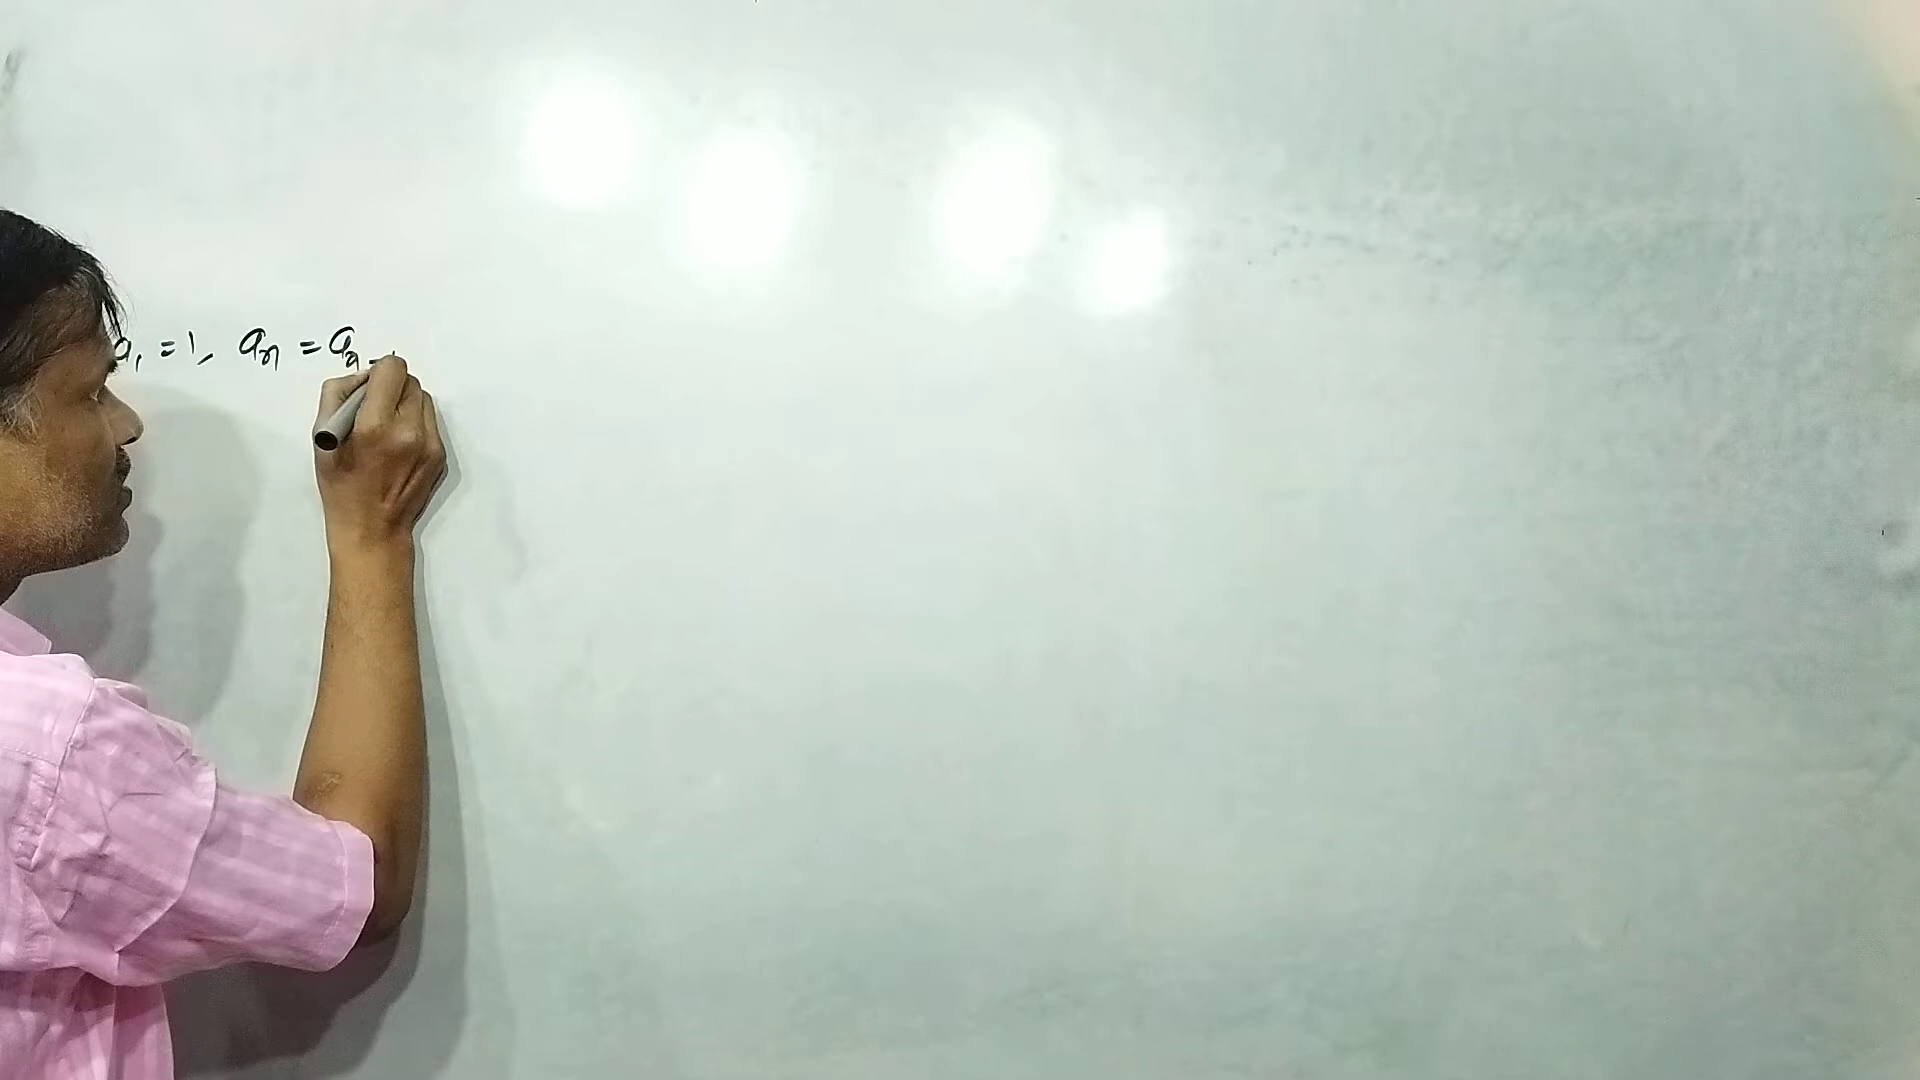 a₁ = 1, aₙ = aₙ₋